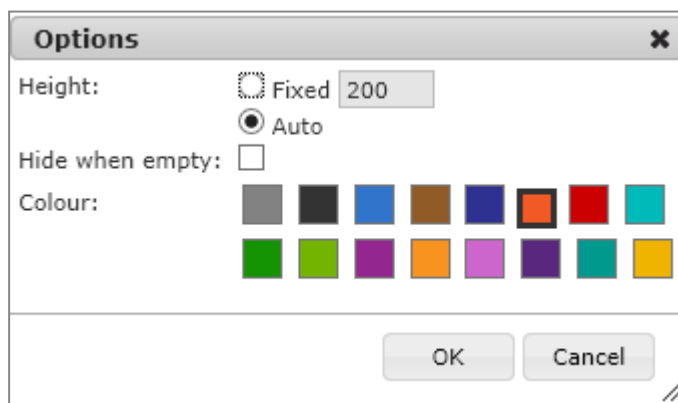 Options
Height: Fixed 200
Auto
Hide when empty:
Colour:
OK Cancel